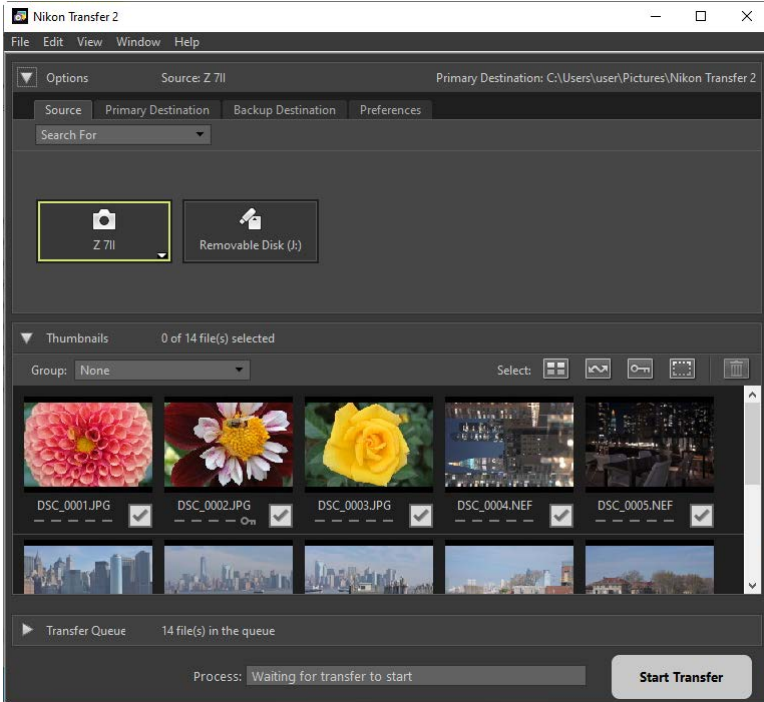 Nikon Transfer 2
File Edit View Window Help
Options Source: Z 7II Primary Destination: C:\Users\user\Pictures\Nikon Transfer 2
Source Primary Destination Backup Destination Preferences
Search For
Z 7II Removable Disk (J:)
Thumbnails 0 of 14 file(s) selected
Group: None Select:
DSC_0001.JPG DSC_0002.JPG DSC_0003.JPG DSC_0004.NEF DSC_0005.NEF
Transfer Queue 14 file(s) in the queue
Process: Waiting for transfer to start Start Transfer